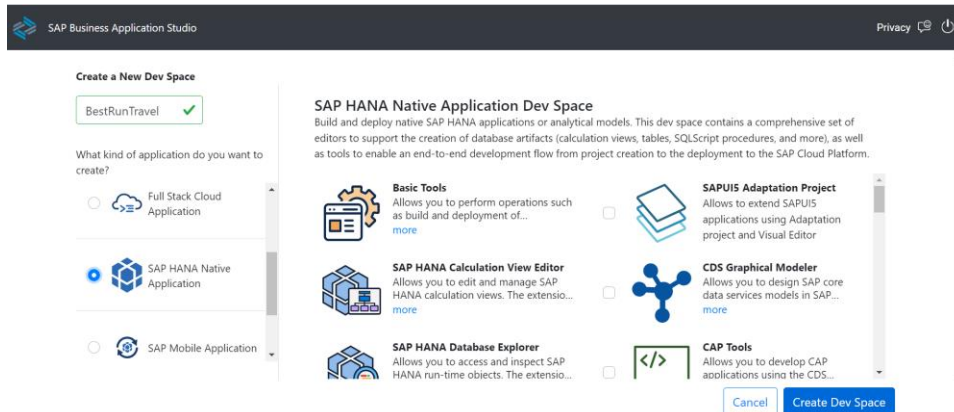 SAP Business Application Studio
Privacy
Create a New Dev Space
BestRunTravel
What kind of application do you want to
create?
Full Stack Cloud
Application
SAP HANA Native
Application
SAP Mobile Application
SAP HANA Native Application Dev Space
Build and deploy native SAP HANA applications or analytical models. This dev space contains a comprehensive set of
editors to support the creation of database artifacts (calculation views, tables, SQLScript procedures, and more), as well
as tools to enable an end-to-end development flow from project creation to the deployment to the SAP Cloud Platform.
Basic Tools
Allows you to perform operations such
as build and deployment of...
more
SAPUI5 Adaptation Project
Allows to extend SAPUI5
applications using Adaptation
project and Visual Editor
SAP HANA Calculation View Editor
Allows you to edit and manage SAP
HANA calculation views. The extensio...
more
CDS Graphical Modeler
Allows you to design SAP core
data services models in SAP...
more
SAP HANA Database Explorer
Allows you to access and inspect SAP
HANA run-time objects. The extensio...
</>
CAP Tools
Allows you to develop CAP
applications using the CDS...
Cancel
Create Dev Space